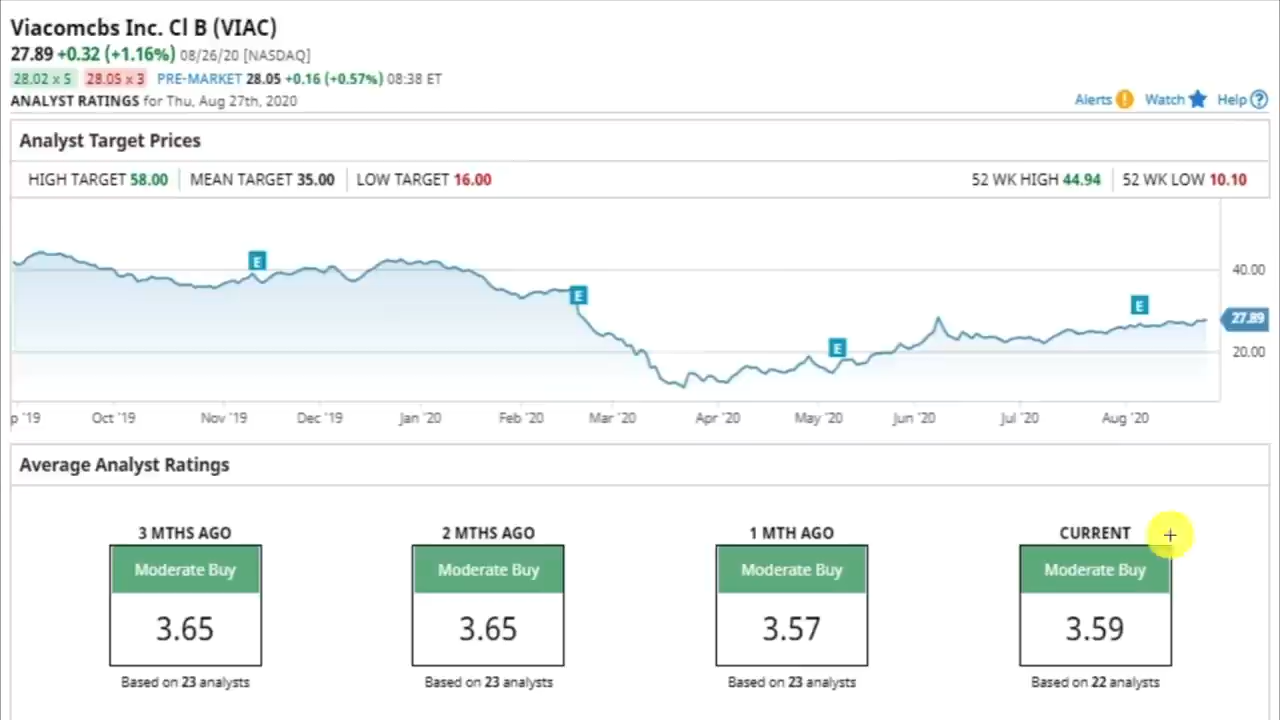 Viacomcbs Inc. Cl B (VIAC)
27.89 +0.32 (+1.16%) 08/26/20 [NASDAQ]
28.02 x 5 28.05 x 3 PRE-MARKET 28.05 +0.16 (+0.57%) 08:38 ET
ANALYST RATINGS for Thu, Aug 27th, 2020
Alerts ! Watch Help ?
Analyst Target Prices
HIGH TARGET 58.00 MEAN TARGET 35.00 LOW TARGET 16.00 52 WK HIGH 44.94 52 WK LOW 10.10
E
E
E
E
40.00
27.89
20.00
p '19 Oct '19 Nov '19 Dec '19 Jan '20 Feb '20 Mar '20 Apr '20 May '20 Jun '20 Jul '20 Aug '20
Average Analyst Ratings
3 MTHS AGO 2 MTHS AGO 1 MTH AGO CURRENT
Moderate Buy Moderate Buy Moderate Buy Moderate Buy
3.65 3.65 3.57 3.59
Based on 23 analysts Based on 23 analysts Based on 23 analysts Based on 22 analysts